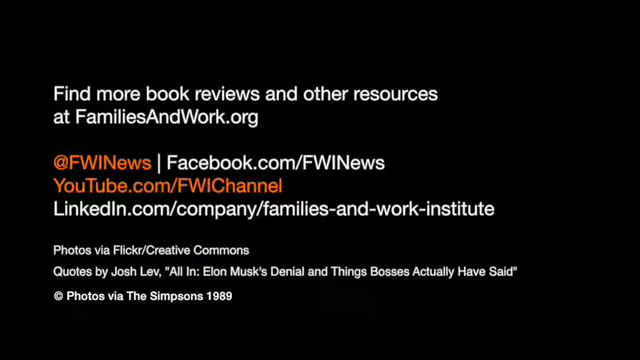 Find more book reviews and other resources
at FamiliesAndWork.org
@FWINews | Facebook.com/FWINews
YouTube.com/FWIChannel
LinkedIn.com/company/families-and-work-institute
Photos via Flickr/Creative Commons
Quotes by Josh Lev, "All In: Elon Musk's Denial and Things Bosses Actually Have Said"
© Photos via The Simpsons 1989